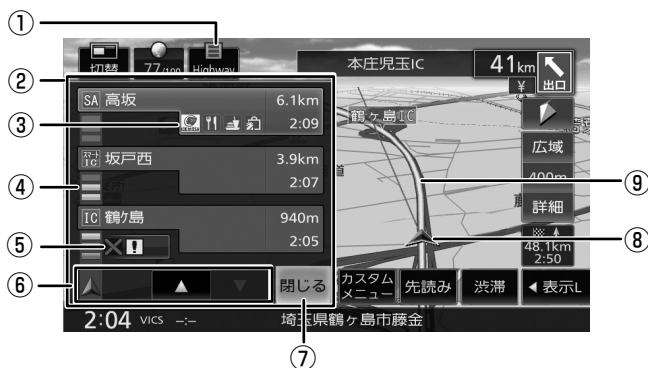 ①
②
③
④
⑤
⑥
⑦
⑧
⑨
切替
77/100
Highway
本庄児玉IC
41km
出口
¥
SA 高坂
6.1km
2:09
スマートIC 坂戸西
3.9km
2:07
IC 鶴ヶ島
940m
2:05
鶴ヶ島IC
道
広域
400m
詳細
48.1km
2:50
閉じる
カスタム
メニュー
先読み
渋滞
◀表示L
2:04 VICS -:--
埼玉県鶴ヶ島市藤金